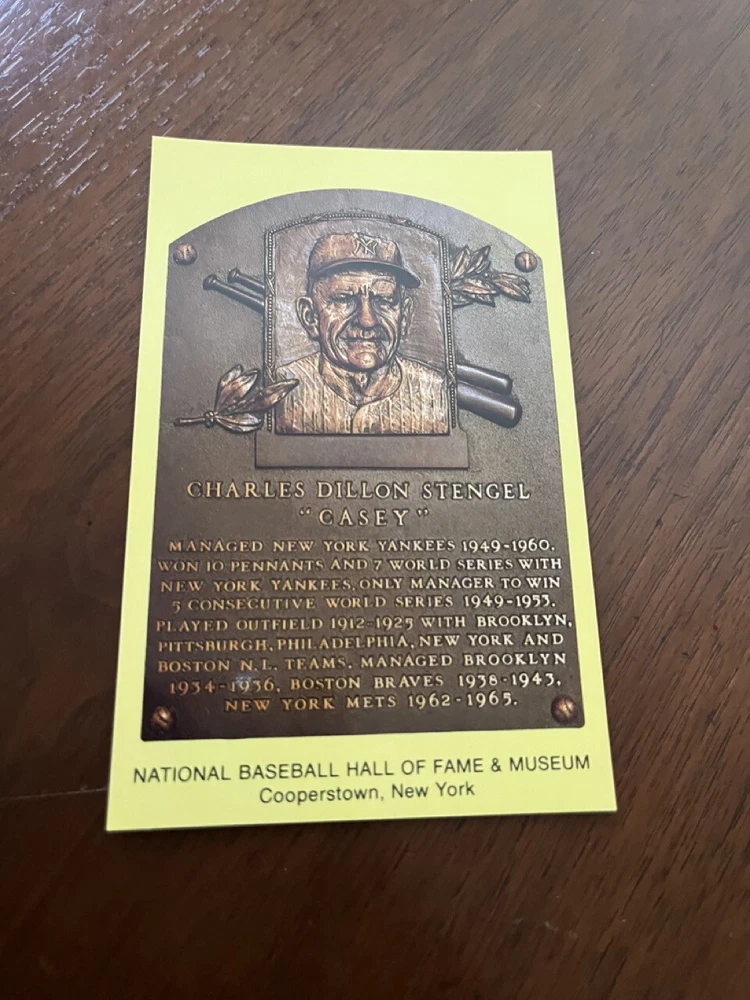 NY
CHARLES DILLON STENGEL
"CASEY"
MANAGED NEW YORK YANKEES 1949-1960.
WON 10 PENNANTS AND 7 WORLD SERIES WITH
NEW YORK YANKEES, ONLY MANAGER TO WIN
5 CONSECUTIVE WORLD SERIES 1949-1953.
PLAYED OUTFIELD 1912-1925 WITH BROOKLYN,
PITTSBURGH, PHILADELPHIA, NEW YORK AND
BOSTON N.L. TEAMS. MANAGED BROOKLYN
1934-1936, BOSTON BRAVES 1938-1943,
NEW YORK METS 1962-1965.
NATIONAL BASEBALL HALL OF FAME & MUSEUM
Cooperstown, New York